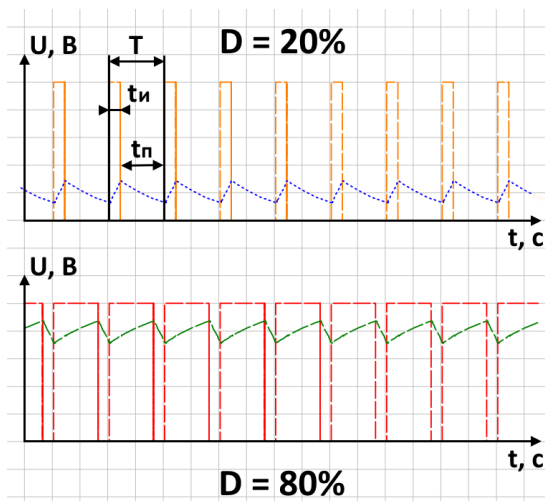 D = 20%
U, В
T
tи
tп
t, с
U, В
t, с
D = 80%